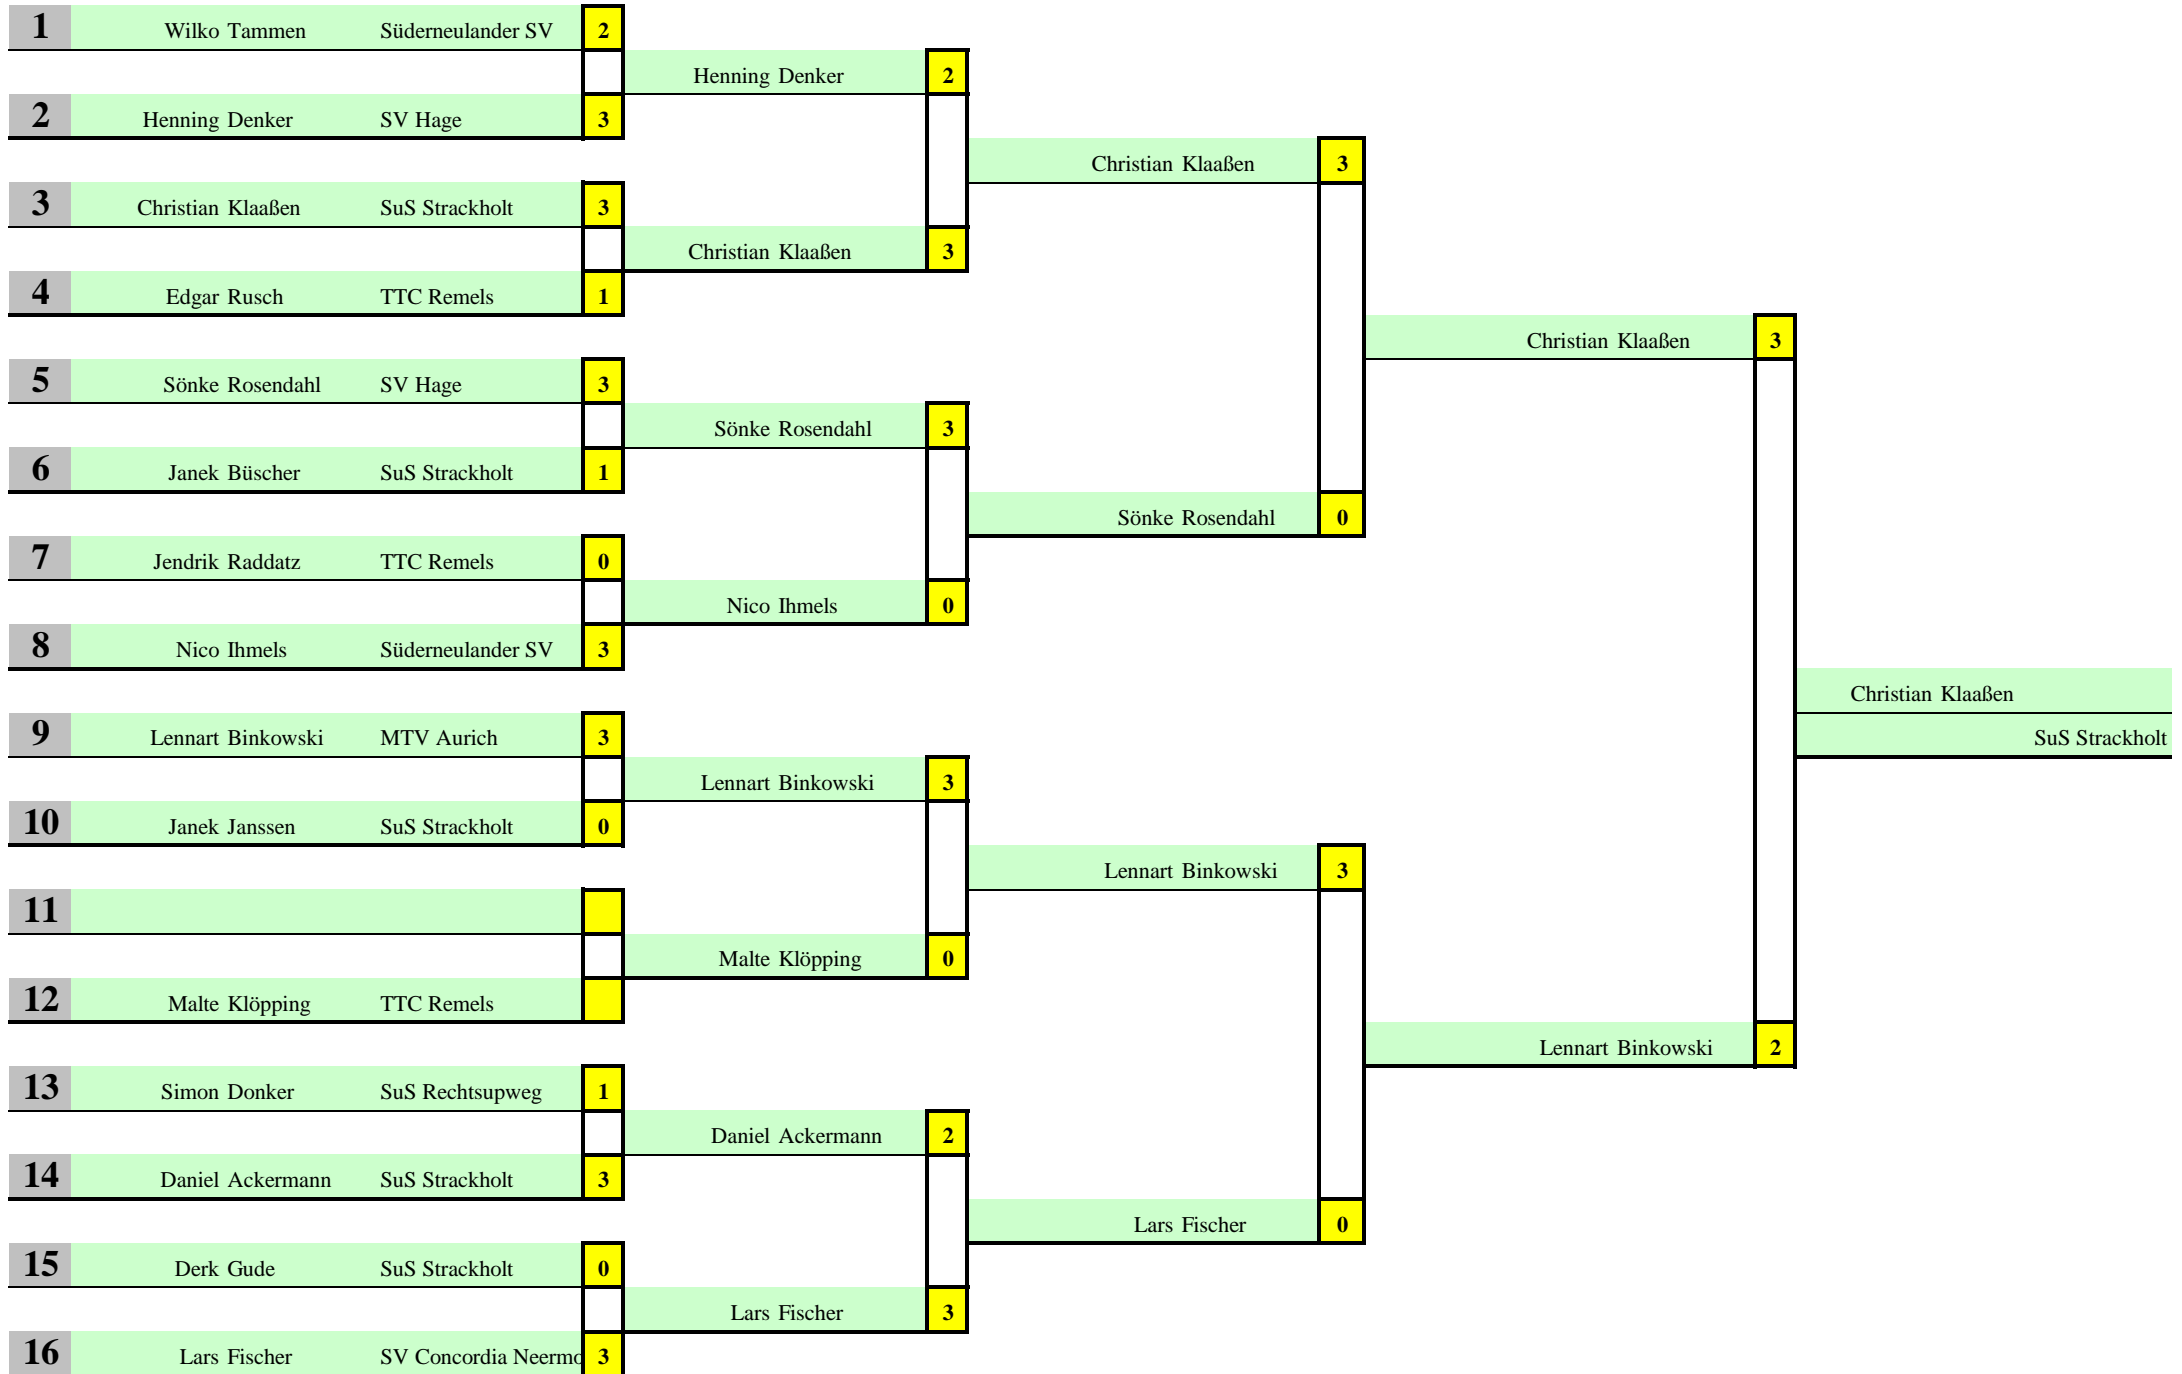 1 Wilko Tammen Süderneulander SV 2
Henning Denker 2
2 Henning Denker SV Hage 3
Christian Klaaßen 3
3 Christian Klaaßen SuS Strackholt 3
Christian Klaaßen 3
4 Edgar Rusch TTC Remels 1
Christian Klaaßen 3
5 Sönke Rosendahl SV Hage 3
Sönke Rosendahl 3
6 Janek Büscher SuS Strackholt 1
Sönke Rosendahl 0
7 Jendrik Raddatz TTC Remels 0
Nico Ihmels 0
8 Nico Ihmels Süderneulander SV 3
Christian Klaaßen
9 Lennart Binkowski MTV Aurich 3 SuS Strackholt
Lennart Binkowski 3
10 Janek Janssen SuS Strackholt 0
Lennart Binkowski 3
11
Malte Klöpping 0
12 Malte Klöpping TTC Remels
Lennart Binkowski 2
13 Simon Donker SuS Rechtsupweg 1
Daniel Ackermann 2
14 Daniel Ackermann SuS Strackholt 3
Lars Fischer 0
15 Derk Gude SuS Strackholt 0
Lars Fischer 3
16 Lars Fischer SV Concordia Neermo 3